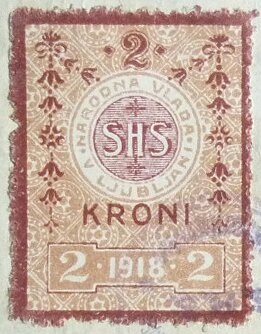 ·2·
NARODNA VLADA
V LJUBLJANI
SHS
KRONI
2 ·1918· 2